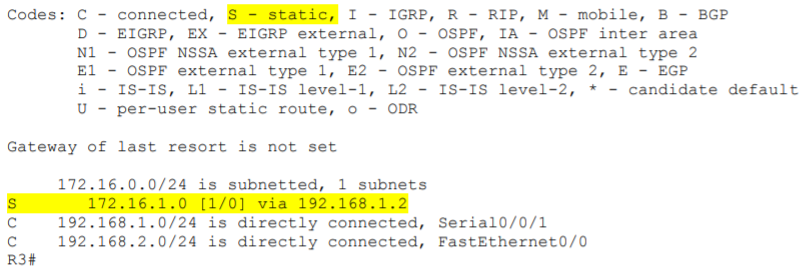 Codes: C - connected, S - static, I - IGRP, R - RIP, M - mobile, B - BGP
D - EIGRP, EX - EIGRP external, O - OSPF, IA - OSPF inter area
N1 - OSPF NSSA external type 1, N2 - OSPF NSSA external type 2
E1 - OSPF external type 1, E2 - OSPF external type 2, E - EGP
i - IS-IS, L1 - IS-IS level-1, L2 - IS-IS level-2, * - candidate default
U - per-user static route, o - ODR
Gateway of last resort is not set
172.16.0.0/24 is subnetted, 1 subnets
S 172.16.1.0 [1/0] via 192.168.1.2
C 192.168.1.0/24 is directly connected, Serial0/0/1
C 192.168.2.0/24 is directly connected, FastEthernet0/0
R3#